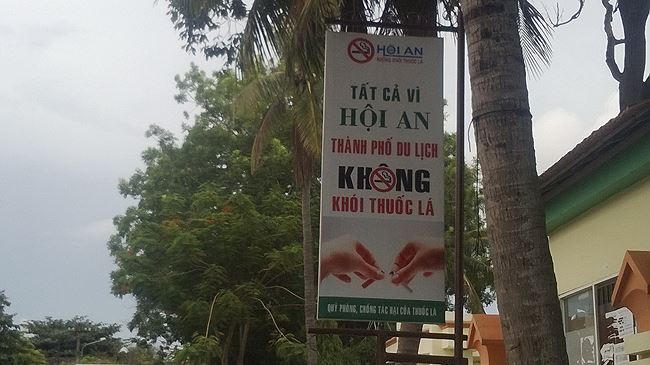 HỘI AN
KHÔNG KHÓI THUỐC LÁ
TẤT CẢ VÌ
HỘI AN
THÀNH PHỐ DU LỊCH
KHÔNG
KHÓI THUỐC LÁ
QUỸ PHÒNG, CHỐNG TÁC HẠI CỦA THUỐC LÁ